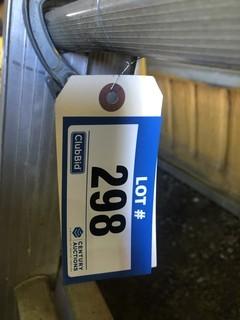 LOT #
298
ClubBid
CENTURY
AUCTIONS